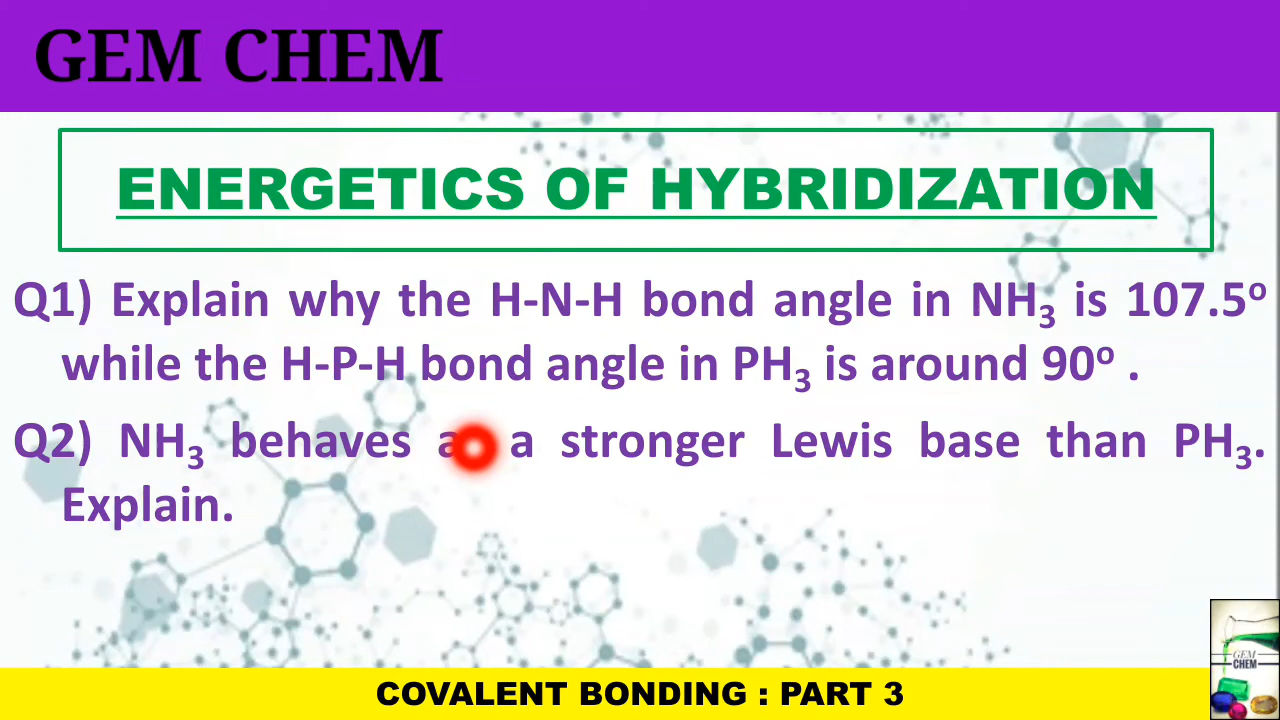 GEM CHEM
ENERGETICS OF HYBRIDIZATION
Q1) Explain why the H-N-H bond angle in NH₃ is 107.5º
while the H-P-H bond angle in PH₃ is around 90º .
Q2) NH₃ behaves a a stronger Lewis base than PH₃.
Explain.
GEM
CHEM
COVALENT BONDING : PART 3